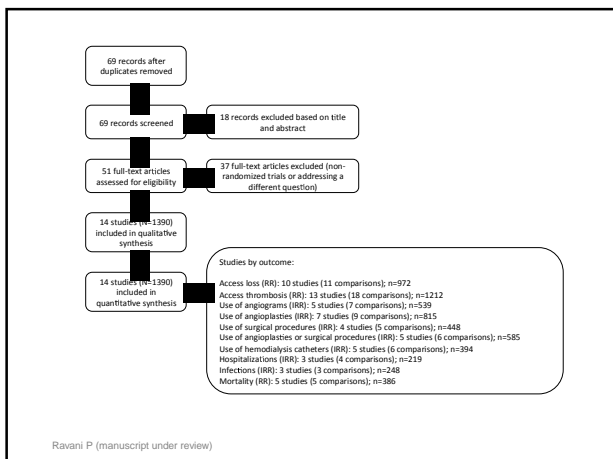 69 records after
duplicates removed
69 records screened
18 records excluded based on title
and abstract
51 full-text articles
assessed for eligibility
37 full-text articles excluded (non-
randomized trials or addressing a
different question)
14 studies (N=1390)
included in qualitative
synthesis
14 studies (N=1390)
included in
quantitative synthesis
Studies by outcome:
Access loss (RR): 10 studies (11 comparisons); n=972
Access thrombosis (RR): 13 studies (18 comparisons); n=1212
Use of angiograms (IRR): 5 studies (7 comparisons); n=539
Use of angioplasties (IRR): 7 studies (9 comparisons); n=815
Use of surgical procedures (IRR): 4 studies (5 comparisons); n=448
Use of angioplasties or surgical procedures (IRR): 5 studies (6 comparisons); n=585
Use of hemodialysis catheters (IRR): 5 studies (6 comparisons); n=394
Hospitalizations (IRR): 3 studies (4 comparisons); n=219
Infections (IRR): 3 studies (3 comparisons); n=248
Mortality (RR): 5 studies (5 comparisons); n=386
Ravani P (manuscript under review)